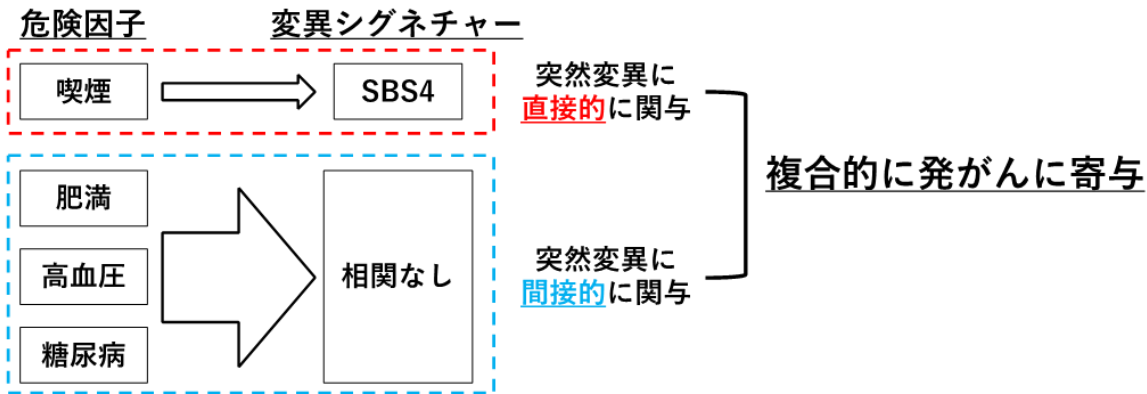 危険因子
変異シグネチャー
喫煙
SBS4
突然変異に
直接的に関与
肥満
高血圧
糖尿病
相関なし
突然変異に
間接的に関与
複合的に発がんに寄与